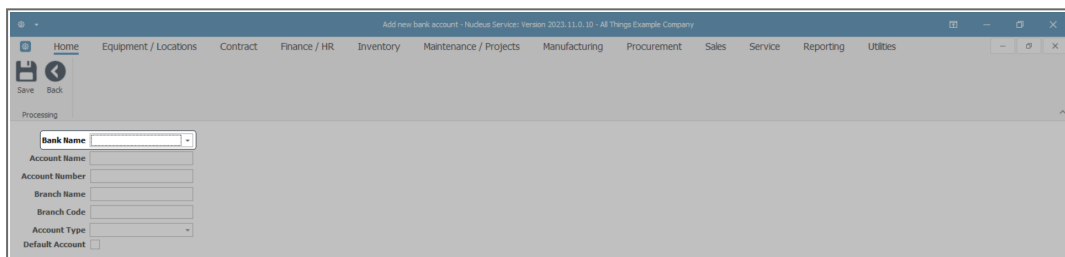 Add new bank account - Nucleus Service: Version 2023.11.0.10 - All Things Example Company
Home Equipment / Locations Contract Finance / HR Inventory Maintenance / Projects Manufacturing Procurement Sales Service Reporting Utilities
Save Back
Processing
Bank Name
Account Name
Account Number
Branch Name
Branch Code
Account Type
Default Account